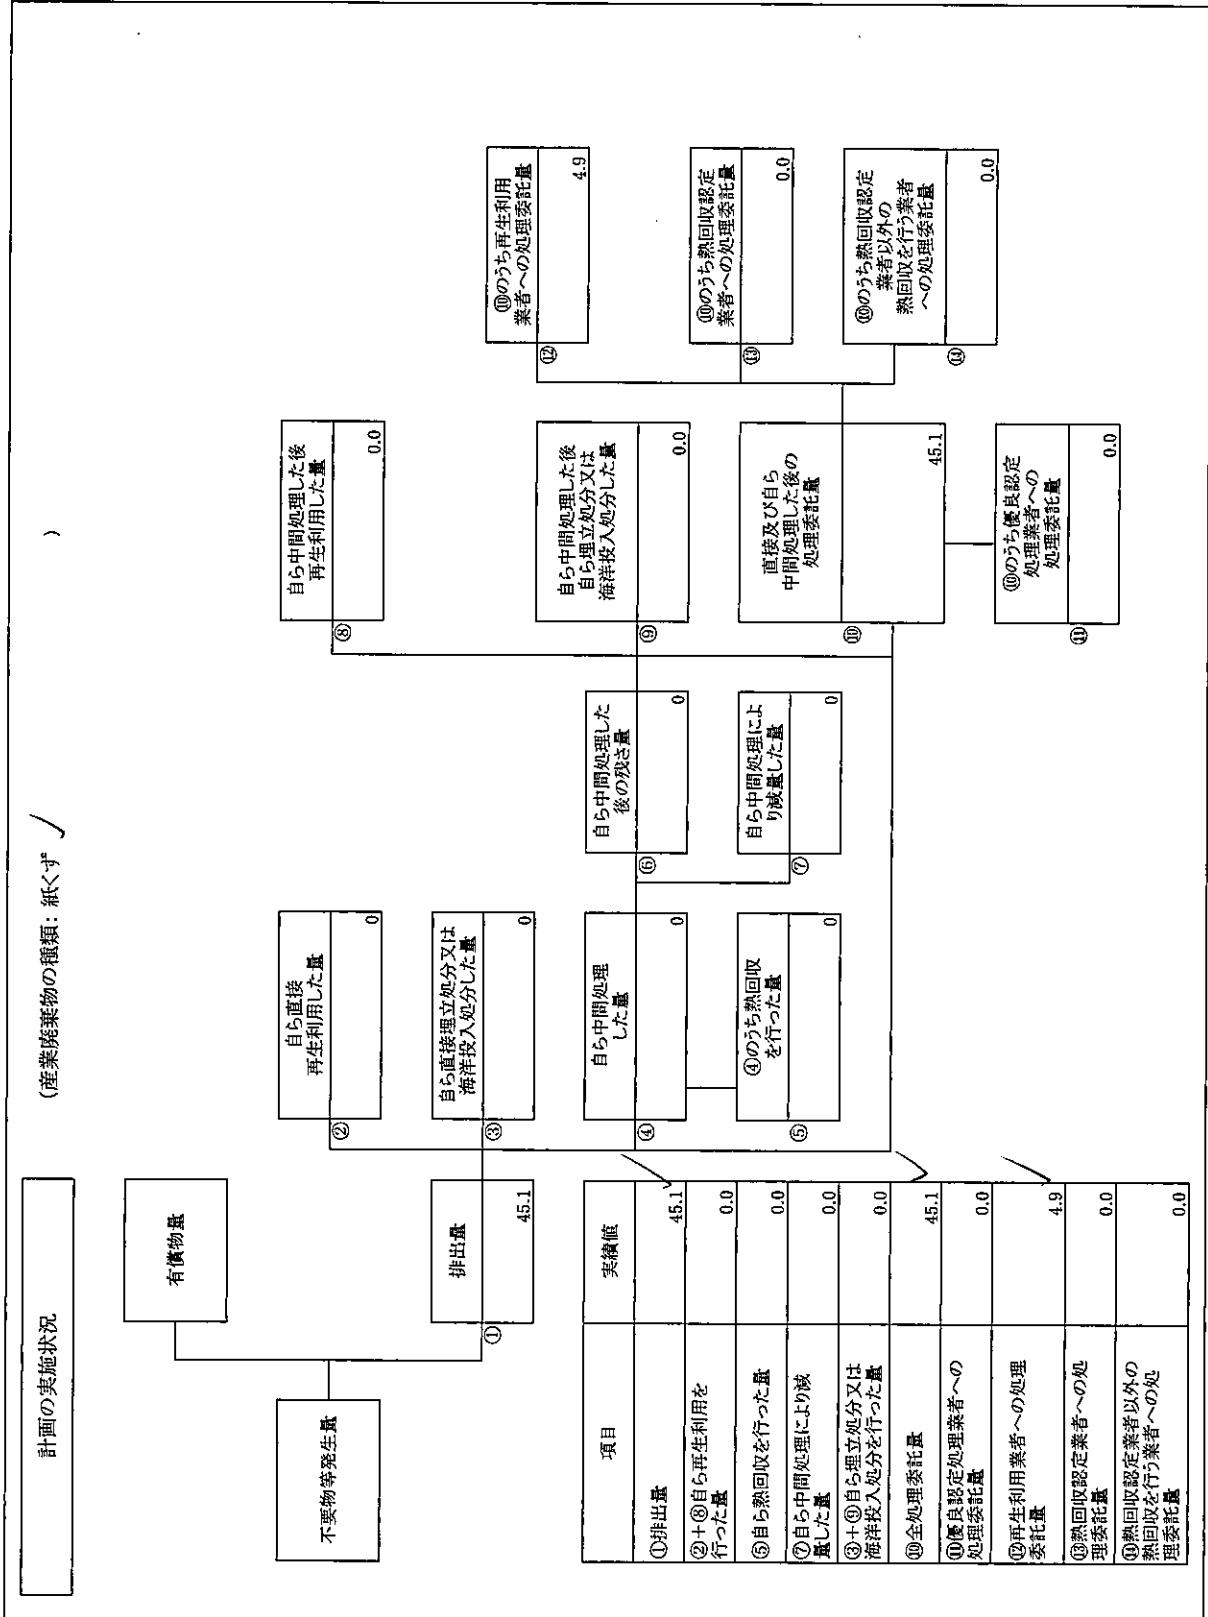 計画の実施状況
（産業廃棄物の種類：紙くず　　　）
不要物等発生量
有償物量
排出量
①
45.1
自ら直接
再生利用した量
②
0
自ら直接埋立処分又は
海洋投入処分した量
③
0
自ら中間処理
した量
④
0
④のうち熱回収
を行った量
⑤
0
自ら中間処理した
後の残さ量
⑥
0
自ら中間処理によ
り減量した量
⑦
0
自ら中間処理した後
再生利用した量
⑧
0.0
自ら中間処理した後
自ら埋立処分又は
海洋投入処分した量
⑨
0.0
直接及び自ら
中間処理した後の
処理委託量
⑩
45.1
⑩のうち優良認定
処理業者への
処理委託量
⑪
0.0
⑩のうち再生利用
業者への処理委託量
⑫
4.9
⑩のうち熱回収認定
業者への処理委託量
⑬
0.0
⑩のうち熱回収認定
業者以外の
熱回収を行う業者
への処理委託量
⑭
0.0
項目　実績値
①排出量　45.1
②＋⑧自ら再生利用を
行った量　0.0
⑤自ら熱回収を行った量　0.0
⑦自ら中間処理により減
量した量　0.0
③＋⑨自ら埋立処分又は
海洋投入処分を行った量　0.0
⑩全処理委託量　45.1
⑪優良認定処理業者への
処理委託量　0.0
⑫再生利用業者への処理
委託量　4.9
⑬熱回収認定業者への処
理委託量　0.0
⑭熱回収認定業者以外の
熱回収を行う業者への処
理委託量　0.0